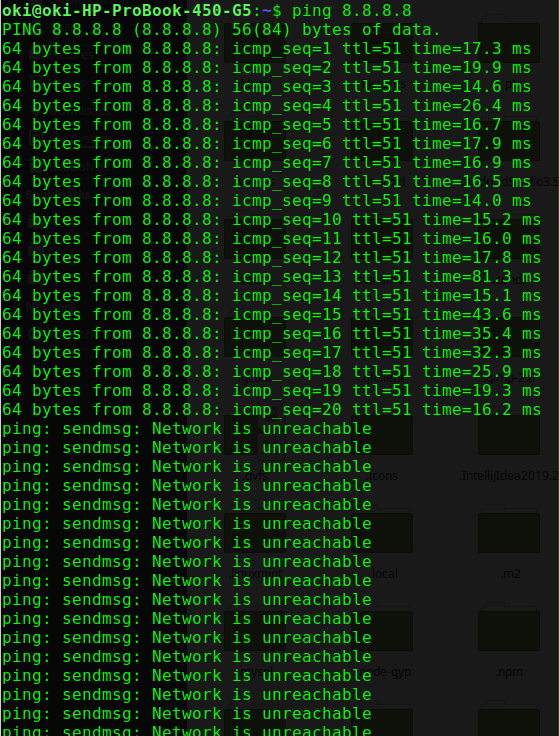 oki@oki-HP-ProBook-450-G5:~$ ping 8.8.8.8
PING 8.8.8.8 (8.8.8.8) 56(84) bytes of data.
64 bytes from 8.8.8.8: icmp_seq=1 ttl=51 time=17.3 ms
64 bytes from 8.8.8.8: icmp_seq=2 ttl=51 time=19.9 ms
64 bytes from 8.8.8.8: icmp_seq=3 ttl=51 time=14.6 ms
64 bytes from 8.8.8.8: icmp_seq=4 ttl=51 time=26.4 ms
64 bytes from 8.8.8.8: icmp_seq=5 ttl=51 time=16.7 ms
64 bytes from 8.8.8.8: icmp_seq=6 ttl=51 time=17.9 ms
64 bytes from 8.8.8.8: icmp_seq=7 ttl=51 time=16.9 ms
64 bytes from 8.8.8.8: icmp_seq=8 ttl=51 time=16.5 ms
64 bytes from 8.8.8.8: icmp_seq=9 ttl=51 time=14.0 ms
64 bytes from 8.8.8.8: icmp_seq=10 ttl=51 time=15.2 ms
64 bytes from 8.8.8.8: icmp_seq=11 ttl=51 time=16.0 ms
64 bytes from 8.8.8.8: icmp_seq=12 ttl=51 time=17.8 ms
64 bytes from 8.8.8.8: icmp_seq=13 ttl=51 time=81.3 ms
64 bytes from 8.8.8.8: icmp_seq=14 ttl=51 time=15.1 ms
64 bytes from 8.8.8.8: icmp_seq=15 ttl=51 time=43.6 ms
64 bytes from 8.8.8.8: icmp_seq=16 ttl=51 time=35.4 ms
64 bytes from 8.8.8.8: icmp_seq=17 ttl=51 time=32.3 ms
64 bytes from 8.8.8.8: icmp_seq=18 ttl=51 time=25.9 ms
64 bytes from 8.8.8.8: icmp_seq=19 ttl=51 time=19.3 ms
64 bytes from 8.8.8.8: icmp_seq=20 ttl=51 time=16.2 ms
ping: sendmsg: Network is unreachable
ping: sendmsg: Network is unreachable
ping: sendmsg: Network is unreachable
.IntelliJIdea2019.2
ping: sendmsg: Network is unreachable
ping: sendmsg: Network is unreachable
ping: sendmsg: Network is unreachable
ping: sendmsg: Network is unreachable
ping: sendmsg: Network is unreachable
local .m2
ping: sendmsg: Network is unreachable
ping: sendmsg: Network is unreachable
ping: sendmsg: Network is unreachable
ping: sendmsg: Network is unreachable
ping: sendmsg: Network is unreachable
.npm
ping: sendmsg: Network is unreachable
ping: sendmsg: Network is unreachable
ping: sendmsg: Network is unreachable
ping: sendmsg: Network is unreachable